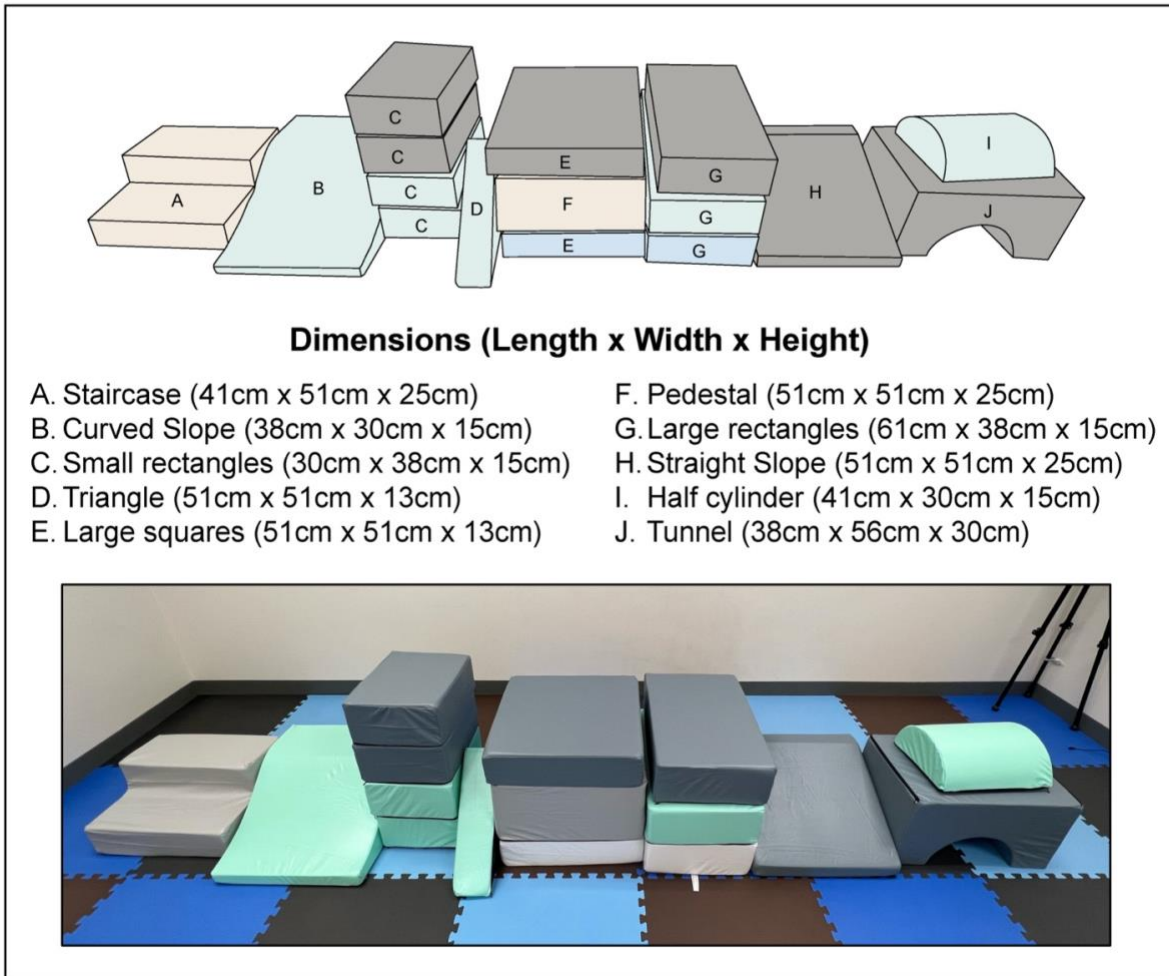 C
C
E
G
I
A
B
C
D
F
G
H
J
C
E
G
Dimensions (Length x Width x Height)
A. Staircase (41cm x 51cm x 25cm)
B. Curved Slope (38cm x 30cm x 15cm)
C. Small rectangles (30cm x 38cm x 15cm)
D. Triangle (51cm x 51cm x 13cm)
E. Large squares (51cm x 51cm x 13cm)
F. Pedestal (51cm x 51cm x 25cm)
G. Large rectangles (61cm x 38cm x 15cm)
H. Straight Slope (51cm x 51cm x 25cm)
I. Half cylinder (41cm x 30cm x 15cm)
J. Tunnel (38cm x 56cm x 30cm)